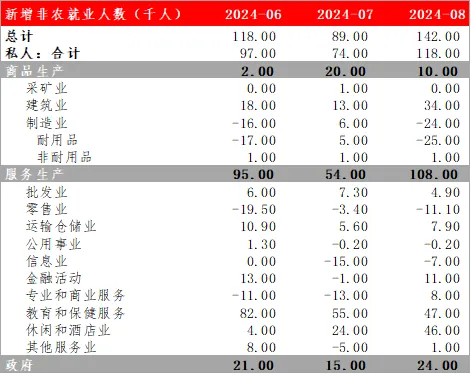 新增非农就业人数（千人） 2024-06 2024-07 2024-08
总计 118.00 89.00 142.00
私人：合计 97.00 74.00 118.00
商品生产 2.00 20.00 10.00
采矿业 0.00 1.00 0.00
建筑业 18.00 13.00 34.00
制造业 -16.00 6.00 -24.00
耐用品 -17.00 5.00 -25.00
非耐用品 1.00 1.00 1.00
服务生产 95.00 54.00 108.00
批发业 6.00 7.30 4.90
零售业 -19.50 -3.40 -11.10
运输仓储业 10.90 5.60 7.90
公用事业 1.30 -0.20 -0.20
信息业 0.00 -15.00 -7.00
金融活动 13.00 -1.00 11.00
专业和商业服务 -11.00 -13.00 8.00
教育和保健服务 82.00 55.00 47.00
休闲和酒店业 4.00 24.00 46.00
其他服务业 8.00 -5.00 1.00
政府 21.00 15.00 24.00